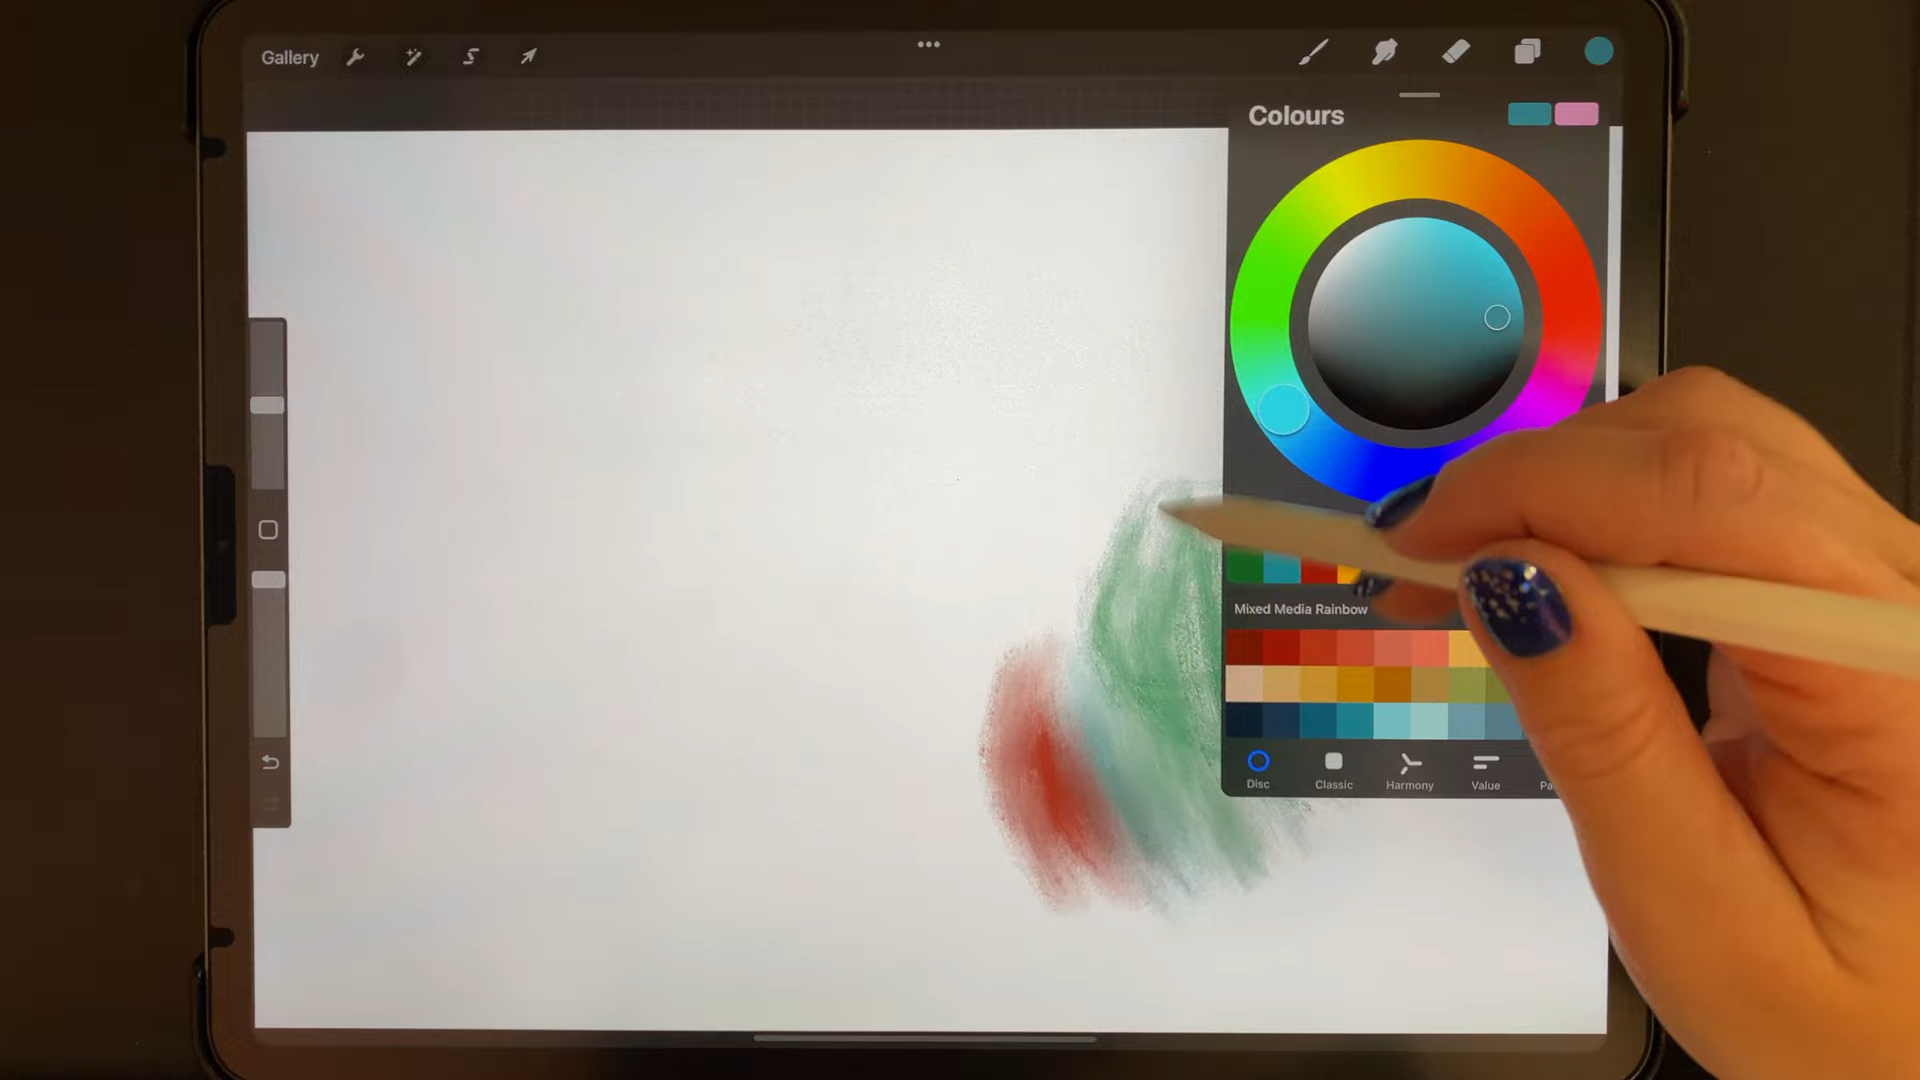 Gallery
Colours
Mixed Media Rainbow
Disc
Classic
Harmony
Value